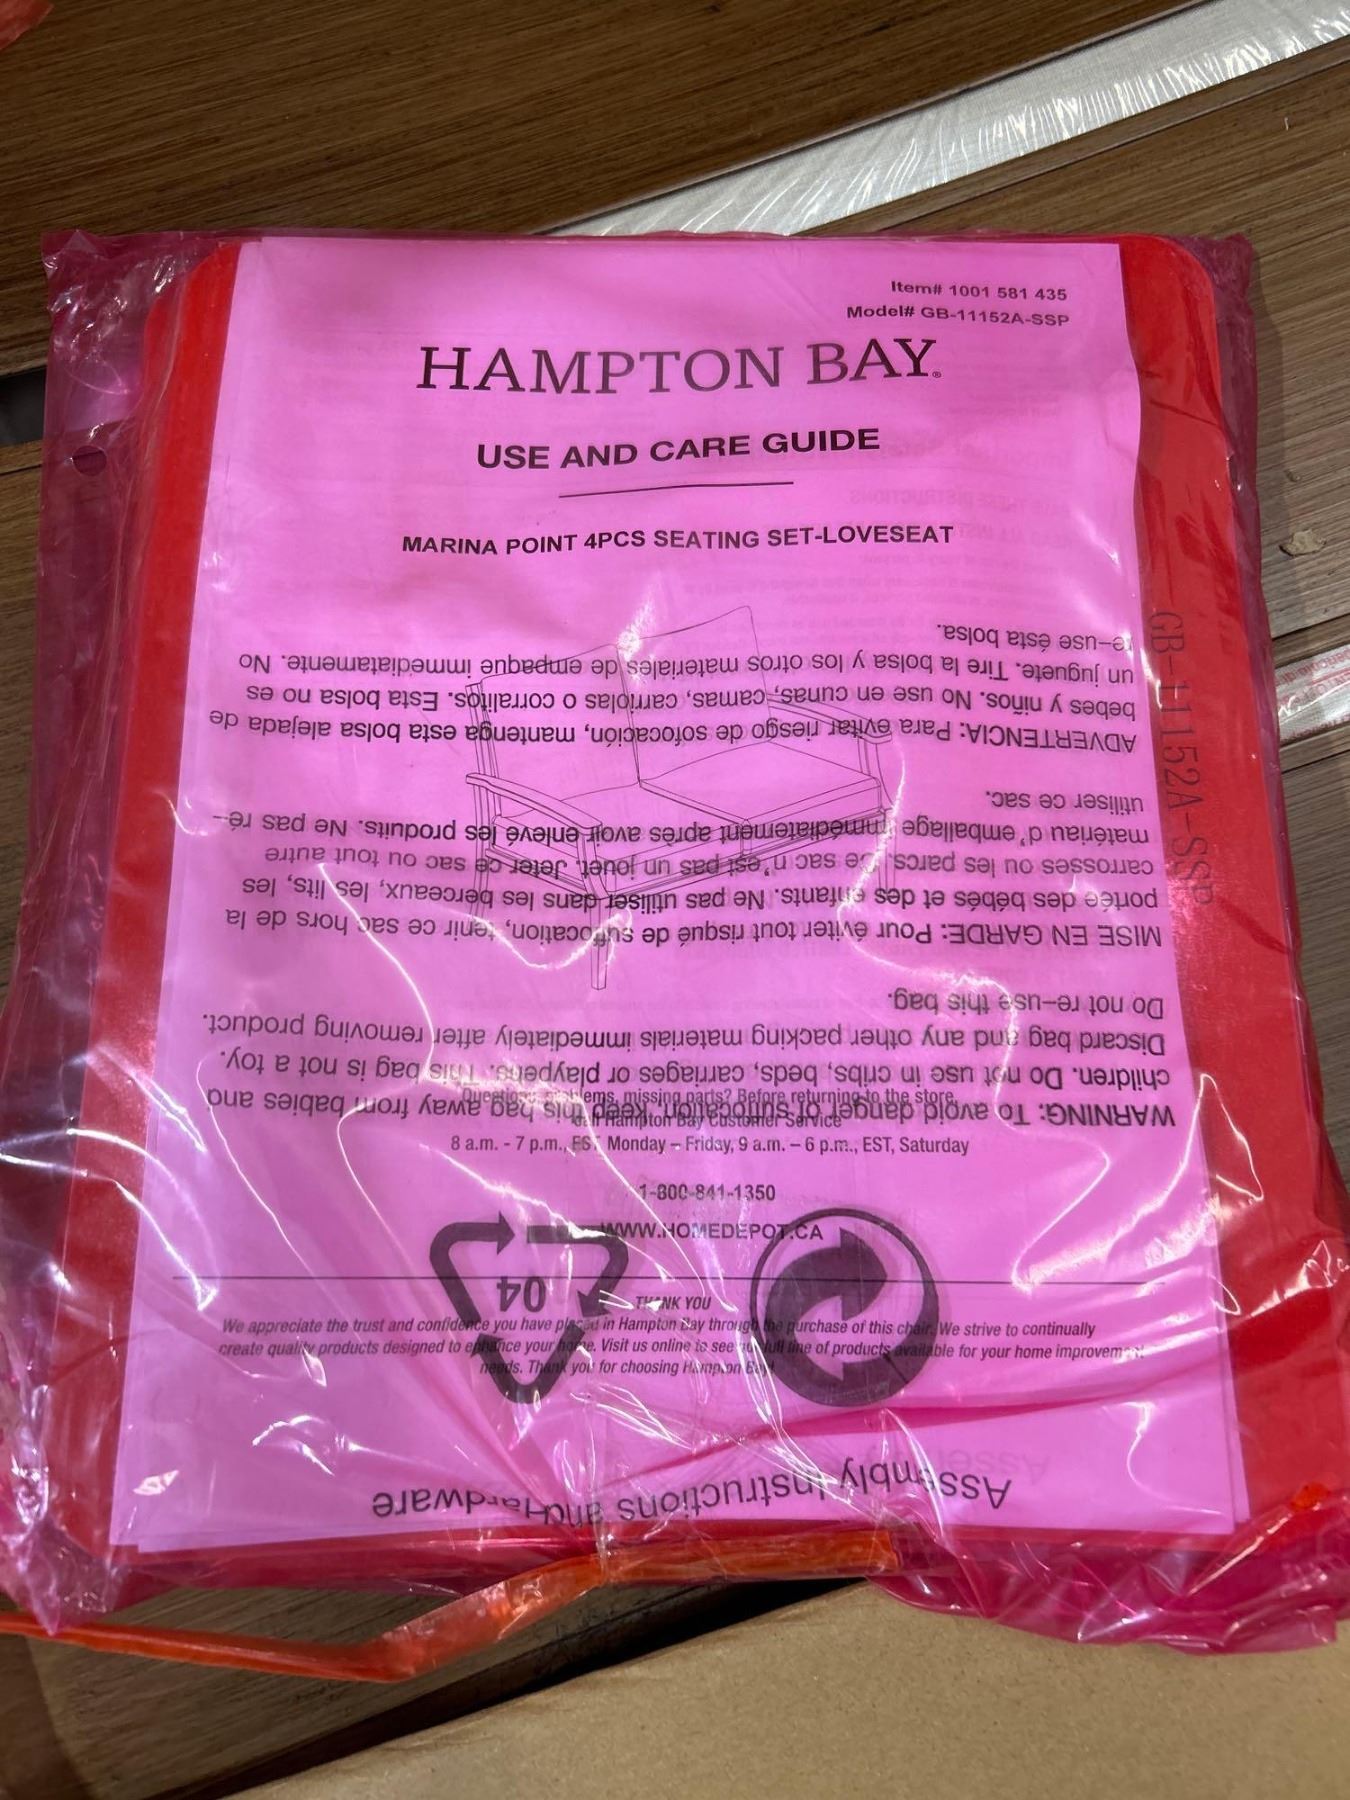 Item# 1001 581 435
Model# GB-11152A-SSP
HAMPTON BAY®
USE AND CARE GUIDE
MARINA POINT 4PCS SEATING SET-LOVESEAT
Questions, problems, missing parts? Before returning to the store,
Call Hampton Bay Customer Service
8 a.m. - 7 p.m., EST Monday – Friday, 9 a.m. – 6 p.m., EST, Saturday
1-800-841-1350
WWW.HOMEDEPOT.CA
THANK YOU
We appreciate the trust and confidence you have placed in Hampton Bay through the purchase of this chair. We strive to continually
create quality products designed to enhance your home. Visit us online to see our full line of products available for your home improvement
needs. Thank you for choosing Hampton Bay!
GB-11152A-SSP
Assembly Instructions and Hardware
04
WARNING: To avoid danger of suffocation, keep this bag away from babies and
children. Do not use in cribs, beds, carriages or playpens. This bag is not a toy.
Discard bag and any other packing materials immediately after removing product.
Do not re-use this bag.
MISE EN GARDE: Pour éviter tout risqué de suffocation, tenir ce sac hors de la
portée des bébés et des enfants. Ne pas utiliser dans les berceaux, les lits, les
carrosses ou les parcs. Ce sac n'est pas un jouet. Jeter ce sac ou tout autre
matériau d'emballage immédiatement après avoir enlevé les produits. Ne pas ré-
utiliser ce sac.
ADVERTENCIA: Para evitar riesgo de sofocación, mantenga esta bolsa alejada de
bebes y niños. No use en cunas, camas, carriolas o corralitos. Esta bolsa no es
un juguete. Tire la bolsa y los otros materiales de empaque immediatamente. No
re-use ésta bolsa.